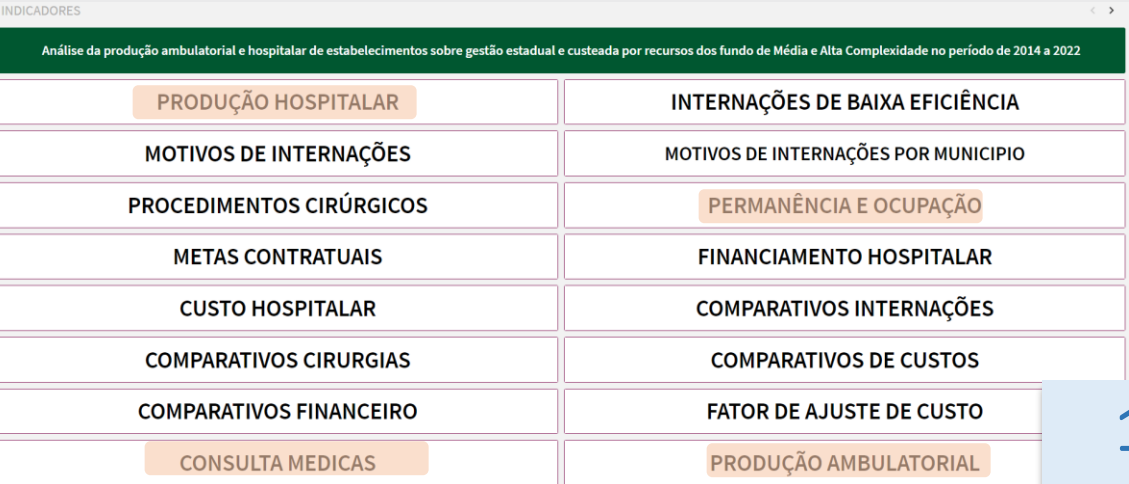 INDICADORES
Análise da produção ambulatorial e hospitalar de estabelecimentos sobre gestão estadual e custeada por recursos dos fundo de Média e Alta Complexidade no período de 2014 a 2022
PRODUÇÃO HOSPITALAR
INTERNAÇÕES DE BAIXA EFICIÊNCIA
MOTIVOS DE INTERNAÇÕES
MOTIVOS DE INTERNAÇÕES POR MUNICIPIO
PROCEDIMENTOS CIRÚRGICOS
PERMANÊNCIA E OCUPAÇÃO
METAS CONTRATUAIS
FINANCIAMENTO HOSPITALAR
CUSTO HOSPITALAR
COMPARATIVOS INTERNAÇÕES
COMPARATIVOS CIRURGIAS
COMPARATIVOS DE CUSTOS
COMPARATIVOS FINANCEIRO
FATOR DE AJUSTE DE CUSTO
CONSULTA MEDICAS
PRODUÇÃO AMBULATORIAL